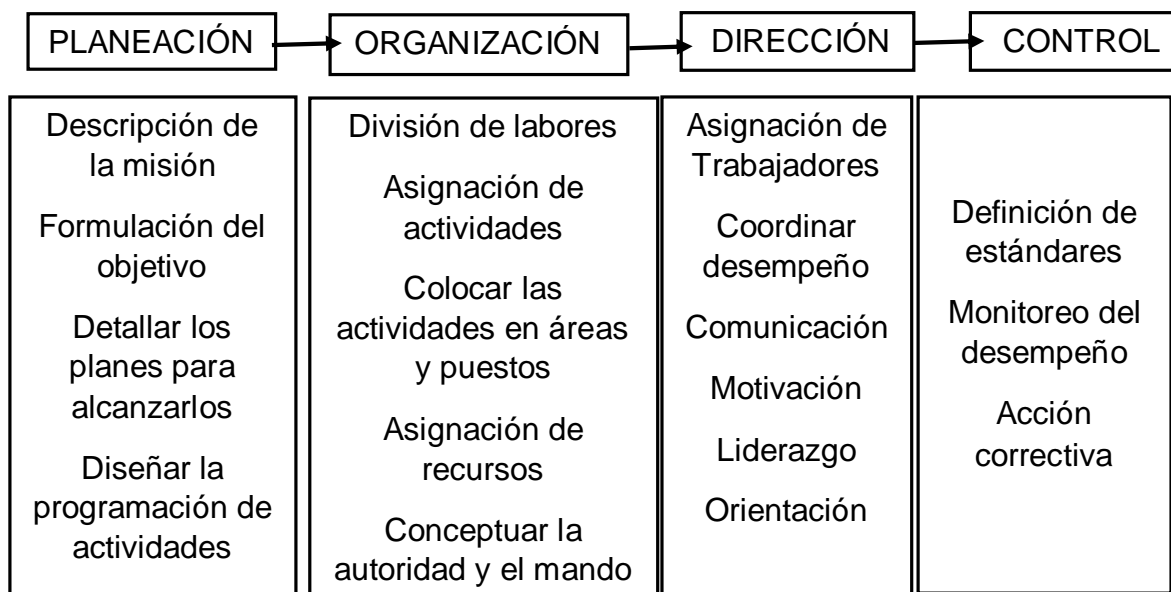 PLANEACIÓN
ORGANIZACIÓN
DIRECCIÓN
CONTROL
Descripción de
la misión
Formulación del
objetivo
Detallar los
planes para
alcanzarlos
Diseñar la
programación de
actividades
División de labores
Asignación de
actividades
Colocar las
actividades en áreas
y puestos
Asignación de
recursos
Conceptuar la
autoridad y el mando
Asignación de
Trabajadores
Coordinar
desempeño
Comunicación
Motivación
Liderazgo
Orientación
Definición de
estándares
Monitoreo del
desempeño
Acción
correctiva